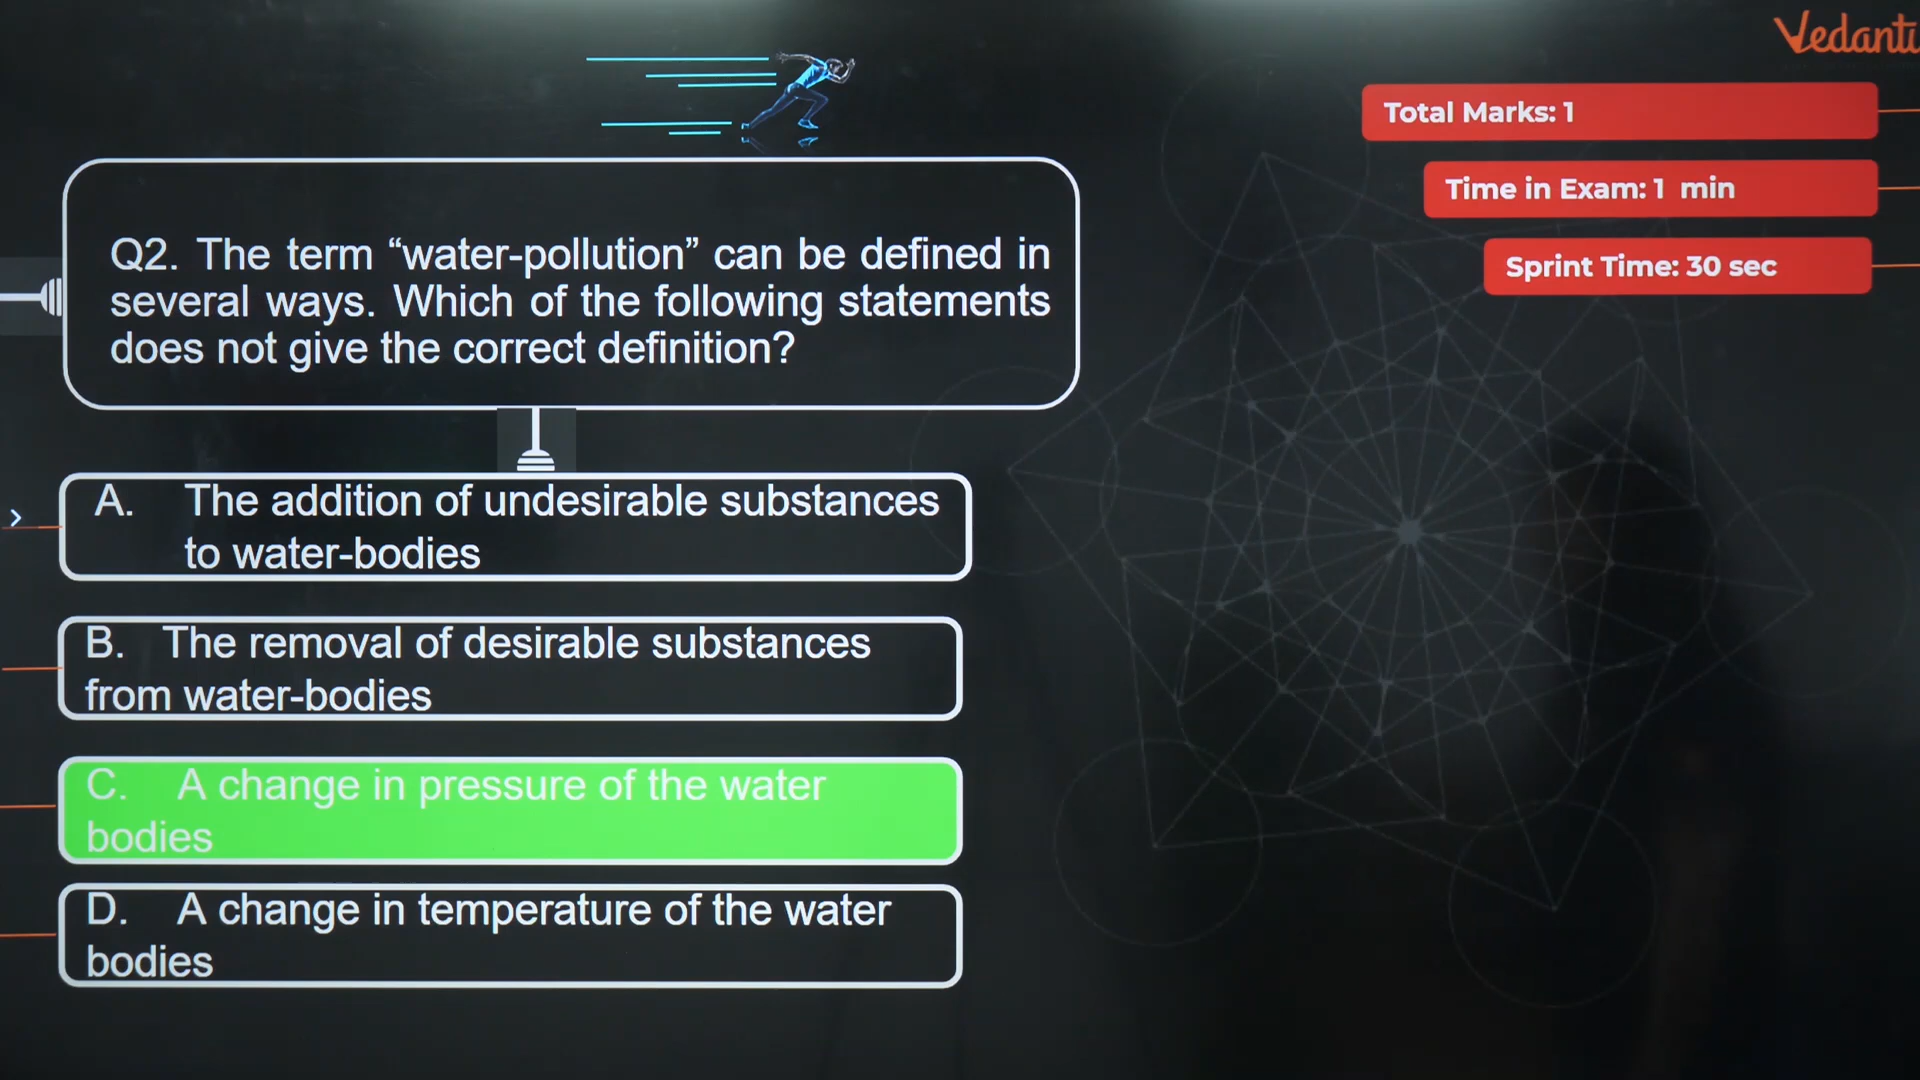 Vedant
Total Marks: 1
Time in Exam: 1 min
Sprint Time: 30 sec
Q2. The term “water-pollution” can be defined in
several ways. Which of the following statements
does not give the correct definition?
A. The addition of undesirable substances
to water-bodies
B. The removal of desirable substances
from water-bodies
C. A change in pressure of the water
bodies
D. A change in temperature of the water
bodies